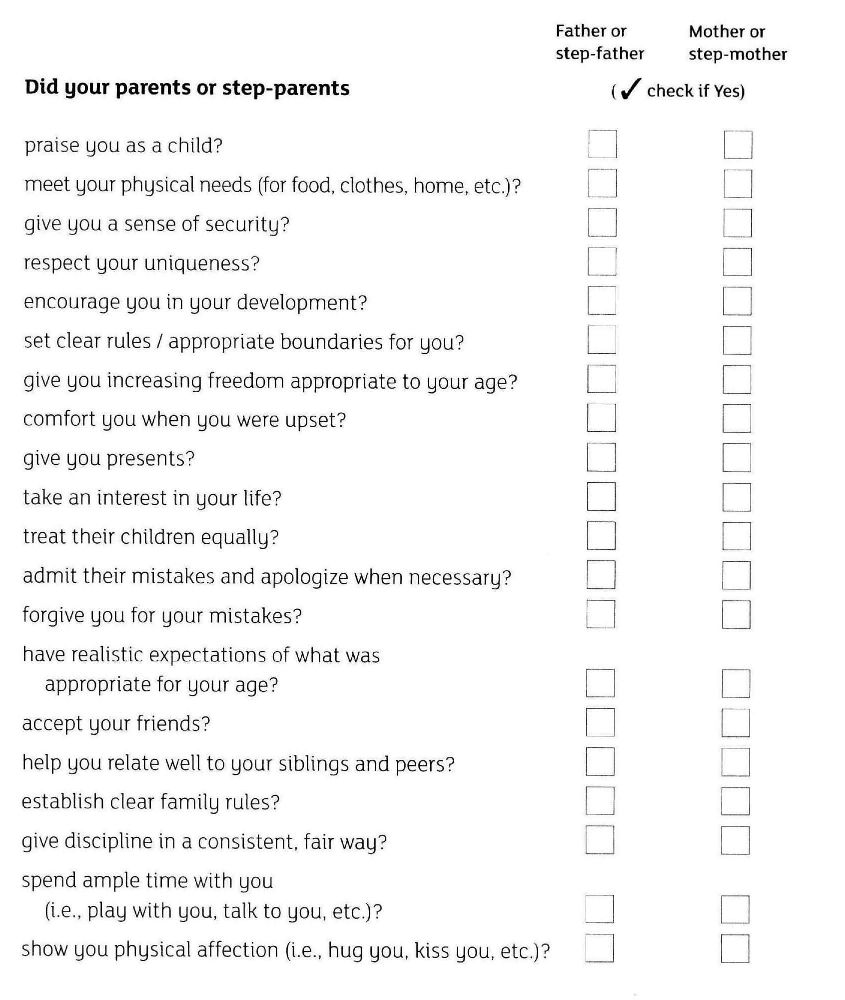 Father or Mother or
step-father step-mother
Did your parents or step-parents (✓ check if Yes)
praise you as a child?
meet your physical needs (for food, clothes, home, etc.)?
give you a sense of security?
respect your uniqueness?
encourage you in your development?
set clear rules / appropriate boundaries for you?
give you increasing freedom appropriate to your age?
comfort you when you were upset?
give you presents?
take an interest in your life?
treat their children equally?
admit their mistakes and apologize when necessary?
forgive you for your mistakes?
have realistic expectations of what was
appropriate for your age?
accept your friends?
help you relate well to your siblings and peers?
establish clear family rules?
give discipline in a consistent, fair way?
spend ample time with you
(i.e., play with you, talk to you, etc.)?
show you physical affection (i.e., hug you, kiss you, etc.)?